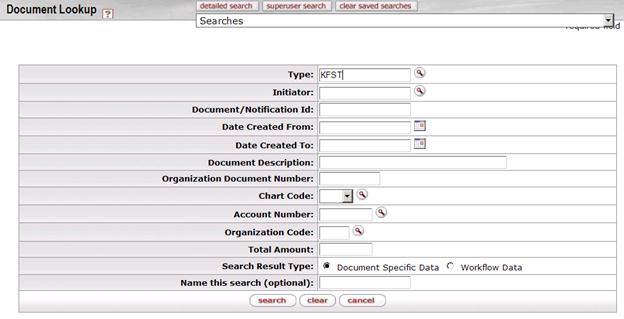 Document Lookup ?
detailed search superuser search clear saved searches
Searches
required field
Type: KFST
Initiator:
Document/Notification Id:
Date Created From:
Date Created To:
Document Description:
Organization Document Number:
Chart Code:
Account Number:
Organization Code:
Total Amount:
Search Result Type: Document Specific Data Workflow Data
Name this search (optional):
search clear cancel